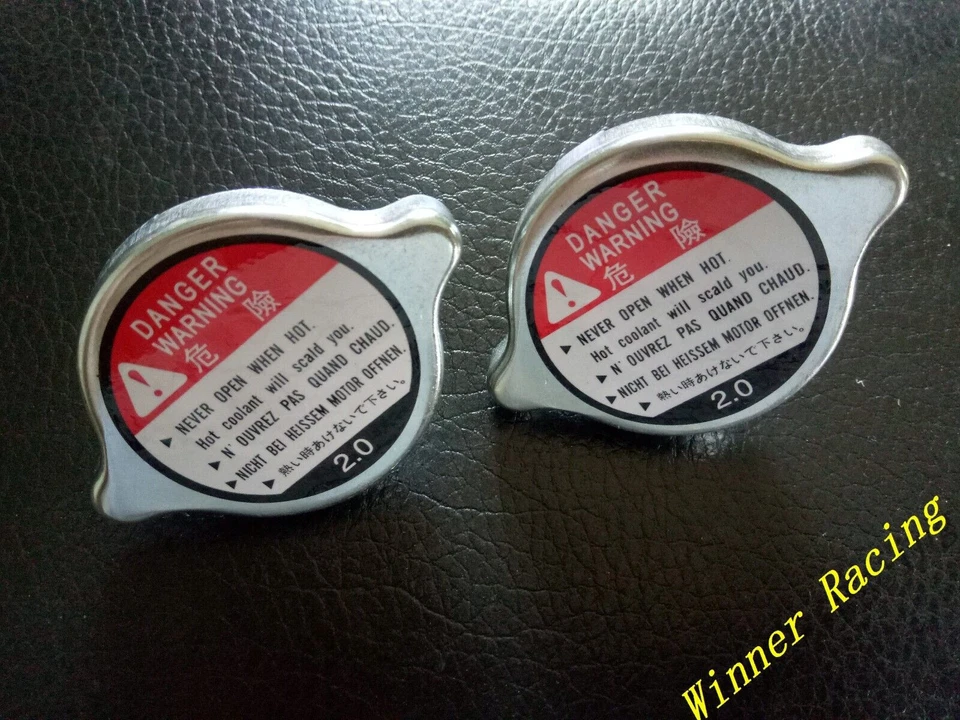 DANGER
WARNING
危 險
NEVER OPEN WHEN HOT.
Hot coolant will scald you.
N' OUVREZ PAS QUAND CHAUD.
NICHT BEI HEISSEM MOTOR OFFNEN.
熱い時あけないで下さい。
2.0
DANGER
WARNING
危 險
NEVER OPEN WHEN HOT.
Hot coolant will scald you.
N' OUVREZ PAS QUAND CHAUD.
NICHT BEI HEISSEM MOTOR OFFNEN.
熱い時あけないで下さい。
2.0
Winner Racing